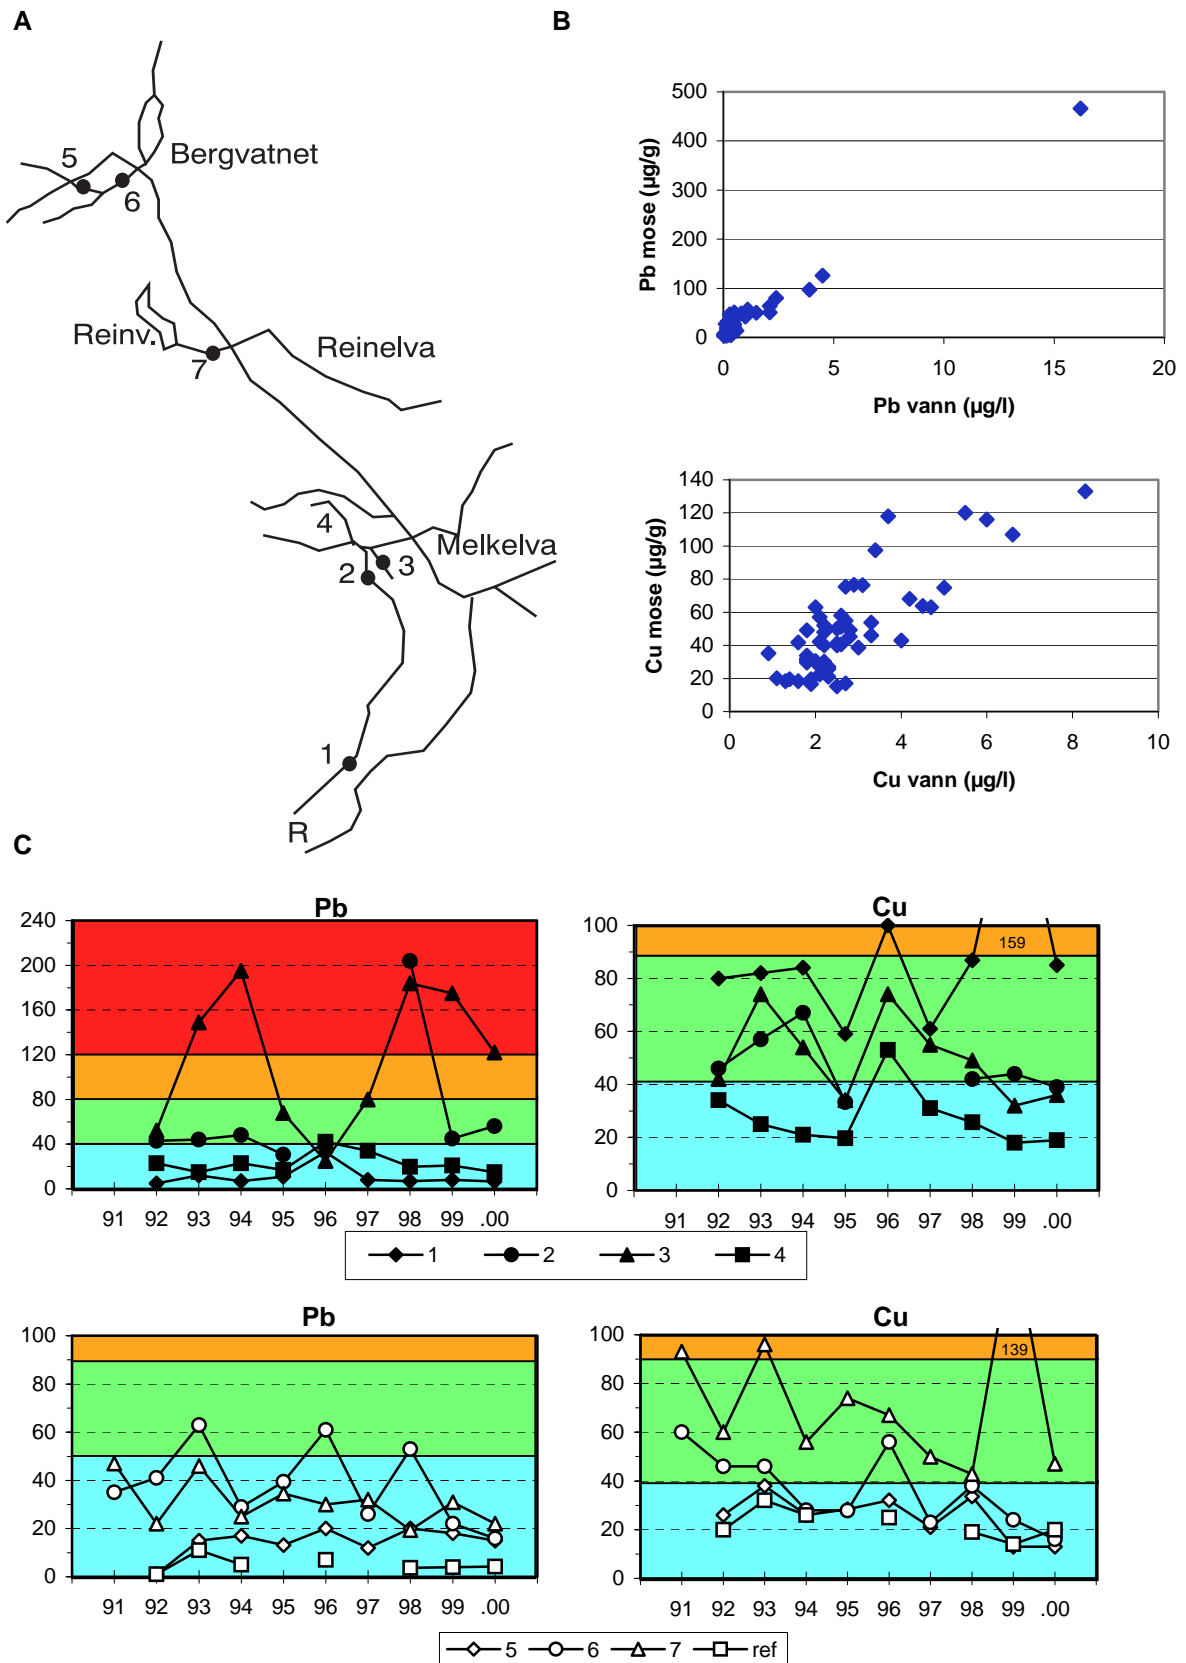 A
B
5
6
Bergvatnet
Reinv.
7
Reinelva
4
2
3
Melkelva
1
R
Pb mose (µg/g)
500
400
300
200
100
0
0 5 10 15 20
Pb vann (µg/l)
Cu mose (µg/g)
140
120
100
80
60
40
20
0
0 2 4 6 8 10
Cu vann (µg/l)
C
Pb
240
200
160
120
80
40
0
91 92 93 94 95 96 97 98 99 .00
Cu
100
80
60
40
20
0
159
91 92 93 94 95 96 97 98 99 .00
1 2 3 4
Pb
100
80
60
40
20
0
91 92 93 94 95 96 97 98 99 .00
Cu
100
80
60
40
20
0
139
91 92 93 94 95 96 97 98 99 .00
5 6 7 ref